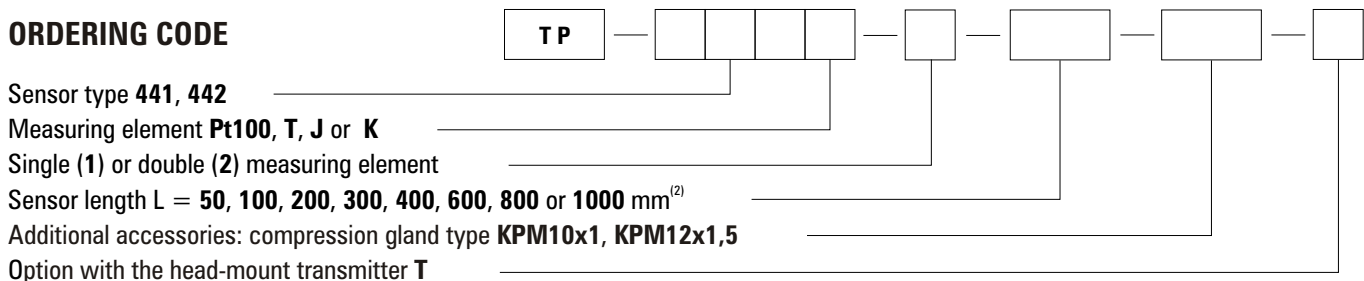 ORDERING CODE
T P
Sensor type 441, 442
Measuring element Pt100, T, J or K
Single (1) or double (2) measuring element
Sensor length L = 50, 100, 200, 300, 400, 600, 800 or 1000 mm(2)
Additional accessories: compression gland type KPM10x1, KPM12x1,5
Option with the head-mount transmitter T